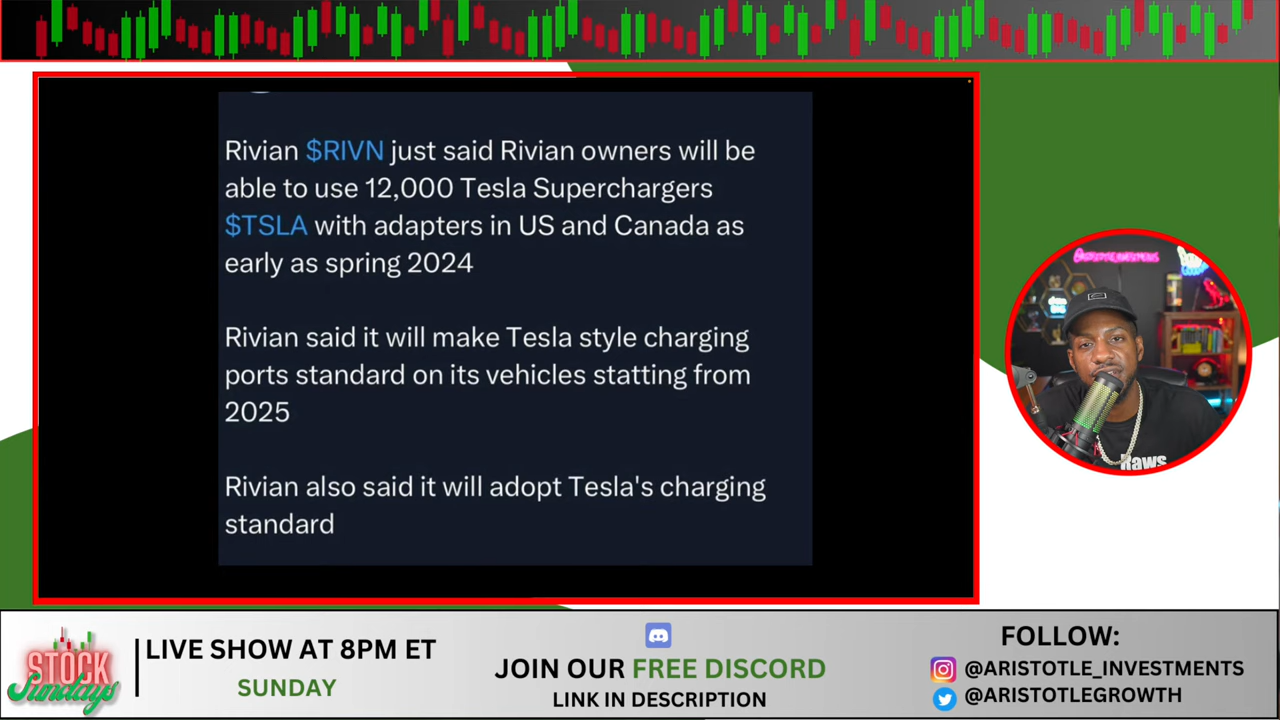 Rivian $RIVN just said Rivian owners will be
able to use 12,000 Tesla Superchargers
$TSLA with adapters in US and Canada as
early as spring 2024
Rivian said it will make Tesla style charging
ports standard on its vehicles statting from
2025
Rivian also said it will adopt Tesla's charging
standard
Raws
STOCK
Sundays
LIVE SHOW AT 8PM ET
SUNDAY
JOIN OUR FREE DISCORD
LINK IN DESCRIPTION
FOLLOW:
@ARISTOTLE_INVESTMENTS
@ARISTOTLEGROWTH